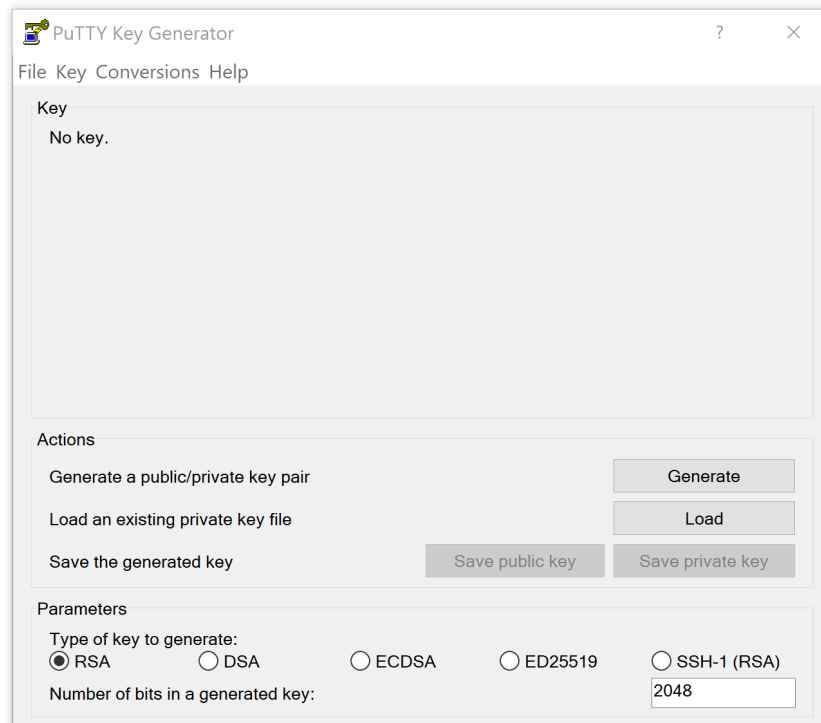 PuTTY Key Generator ?
File Key Conversions Help
Key
No key.
Actions
Generate a public/private key pair Generate
Load an existing private key file Load
Save the generated key Save public key Save private key
Parameters
Type of key to generate:
RSA DSA ECDSA ED25519 SSH-1 (RSA)
Number of bits in a generated key: 2048